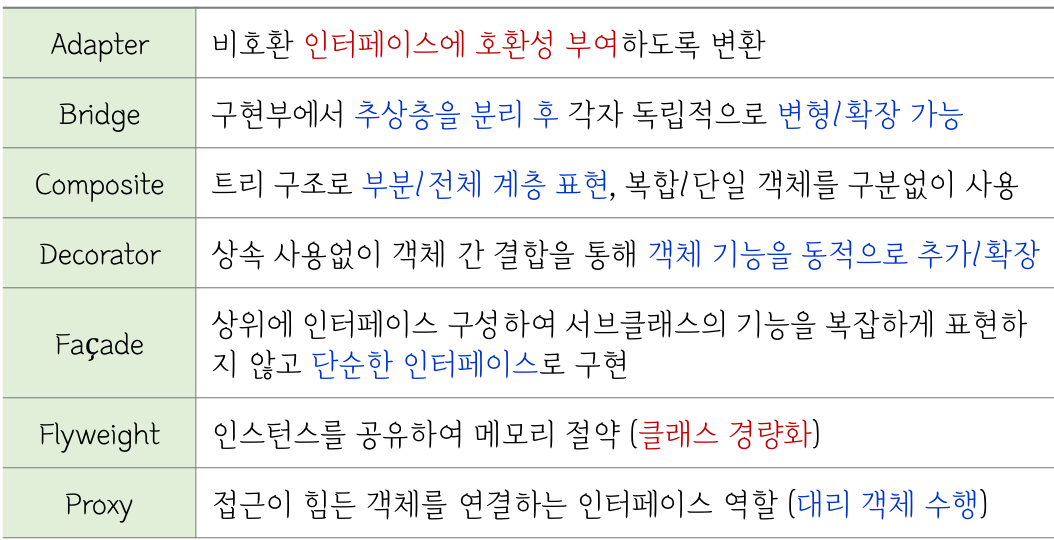 Adapter 비호환 인터페이스에 호환성 부여하도록 변환
Bridge 구현부에서 추상층을 분리 후 각자 독립적으로 변형/확장 가능
Composite 트리 구조로 부분/전체 계층 표현, 복합/단일 객체를 구분없이 사용
Decorator 상속 사용없이 객체 간 결합을 통해 객체 기능을 동적으로 추가/확장
Façade 상위에 인터페이스 구성하여 서브클래스의 기능을 복잡하게 표현하
지 않고 단순한 인터페이스로 구현
Flyweight 인스턴스를 공유하여 메모리 절약 (클래스 경량화)
Proxy 접근이 힘든 객체를 연결하는 인터페이스 역할 (대리 객체 수행)